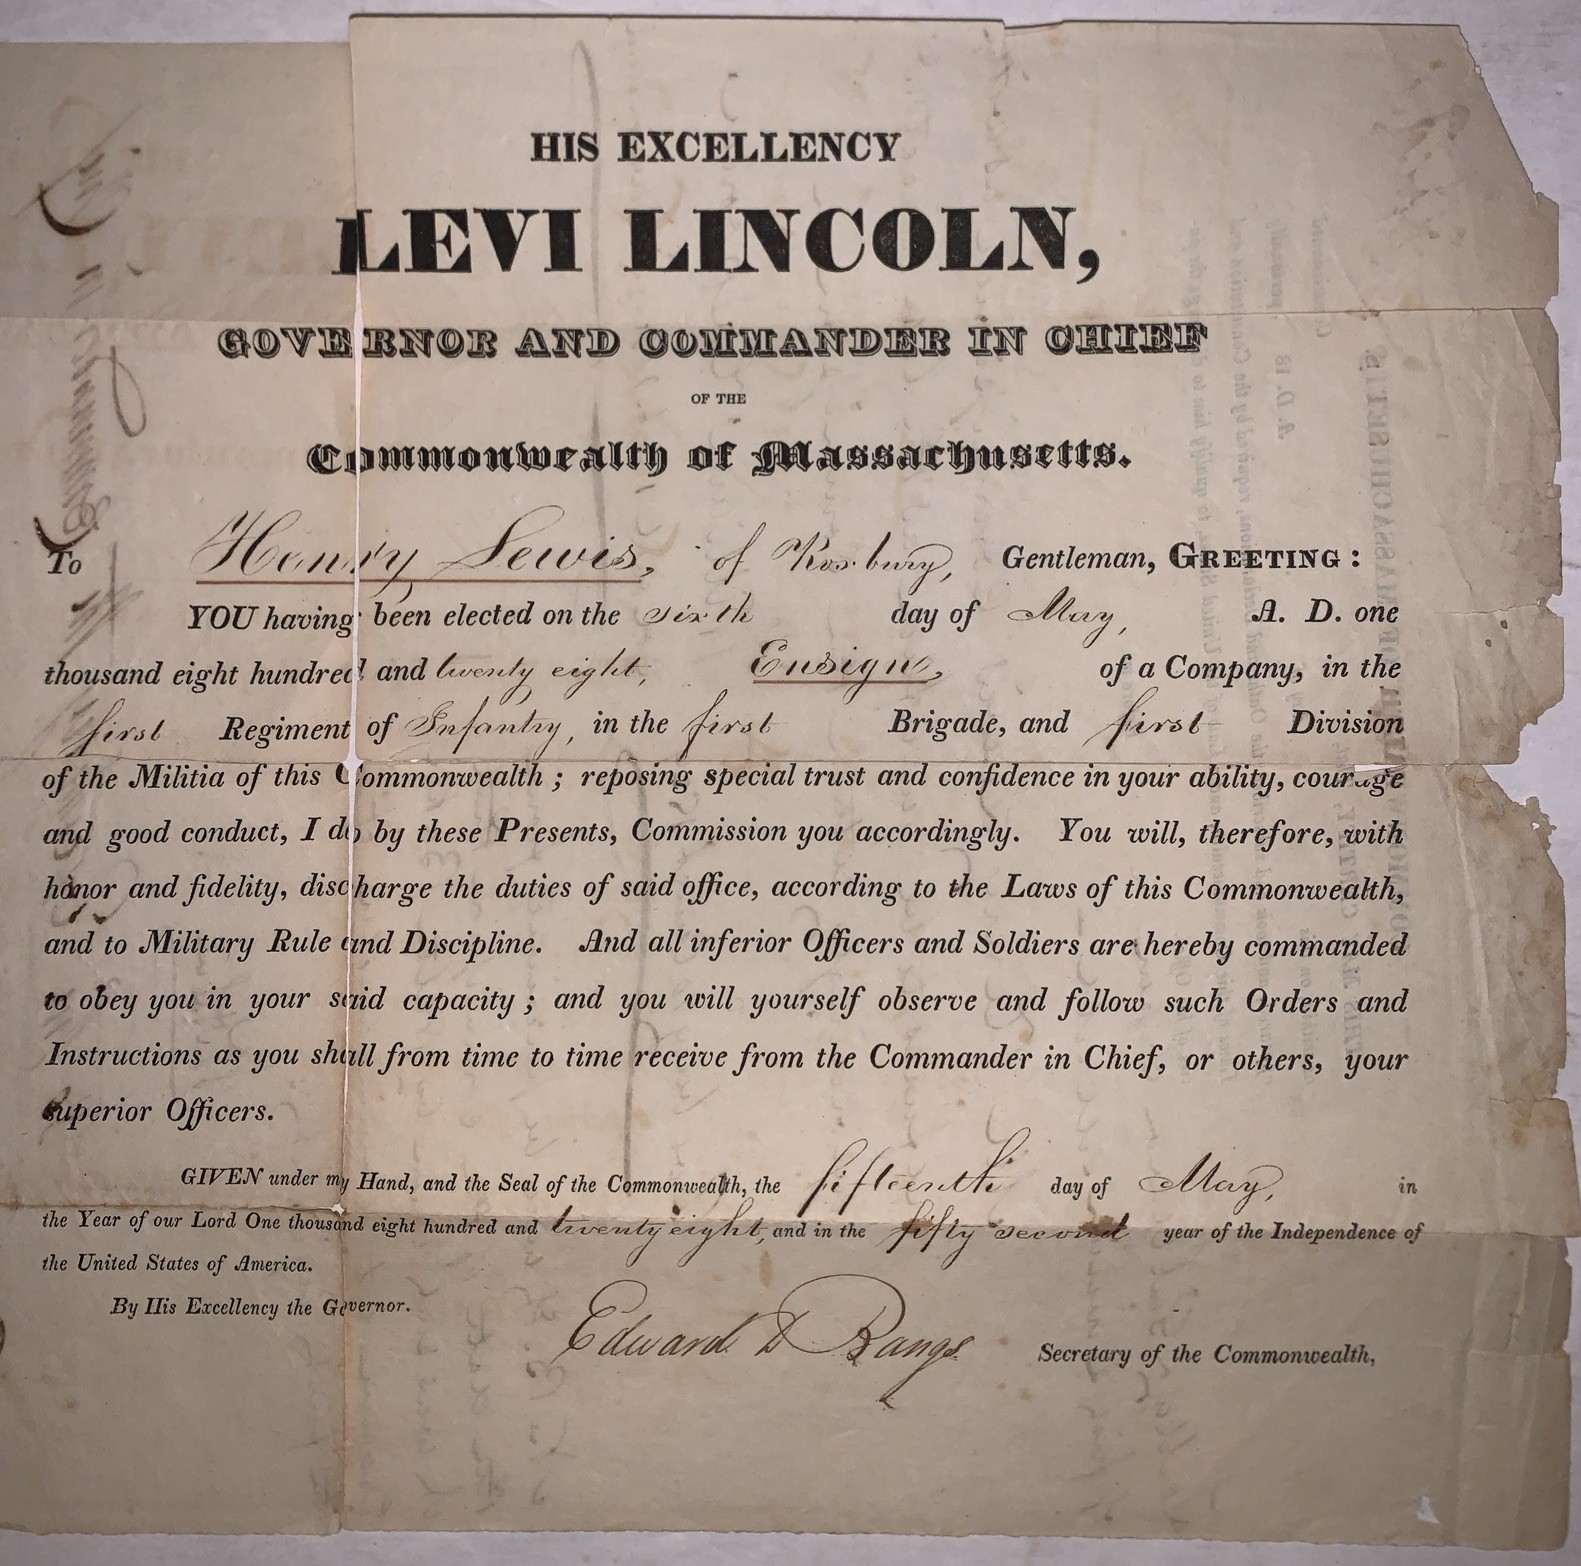 HIS EXCELLENCY
LEVI LINCOLN,
GOVERNOR AND COMMANDER IN CHIEF
OF THE
Commonwealth of Massachusetts.
To Henry Lewis, of Roxbury, Gentleman, GREETING:
YOU having been elected on the sixth day of May, A. D. one
thousand eight hundred and twenty eight, Ensign, of a Company, in the
first Regiment of Infantry, in the first Brigade, and first Division
of the Militia of this Commonwealth; reposing special trust and confidence in your ability, courage
and good conduct, I do by these Presents, Commission you accordingly. You will, therefore, with
honor and fidelity, discharge the duties of said office, according to the Laws of this Commonwealth,
and to Military Rule and Discipline. And all inferior Officers and Soldiers are hereby commanded
to obey you in your said capacity; and you will yourself observe and follow such Orders and
Instructions as you shall from time to time receive from the Commander in Chief, or others, your
superior Officers.
GIVEN under my Hand, and the Seal of the Commonwealth, the fifteenth day of May, in
the Year of our Lord One thousand eight hundred and twenty eight, and in the fifty second year of the Independence of
the United States of America.
By His Excellency the Governor.
Edward D Bangs Secretary of the Commonwealth,